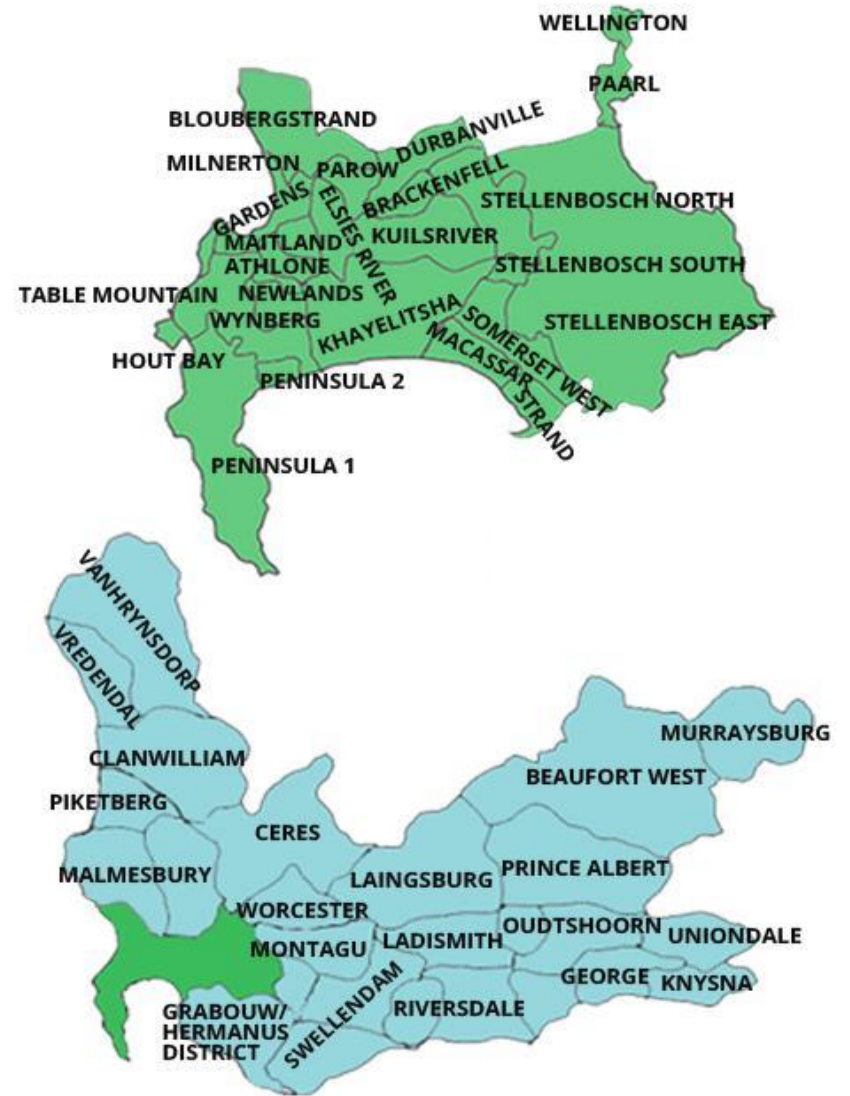 WELLINGTON
PAARL
BLOUBERGSTRAND
DURBANVILLE
MILNERTON
PAROW
BRACKENFELL
STELLENBOSCH NORTH
GARDENS
ELSIES RIVER
KUILSRIVER
MAITLAND
ATHLONE
STELLENBOSCH SOUTH
TABLE MOUNTAIN
NEWLANDS
WYNBERG
KHAYELITSHA
SOMERSET WEST
STELLENBOSCH EAST
MACASSAR
HOUT BAY
PENINSULA 2
STRAND
PENINSULA 1
VANHRYNSDORP
VREDENDAL
CLANWILLIAM
MURRAYSBURG
BEAUFORT WEST
PIKETBERG
CERES
MALMESBURY
LAINGSBURG
PRINCE ALBERT
WORCESTER
OUDTSHOORN
UNIONDALE
MONTAGU
LADISMITH
GEORGE
KNYSNA
SWELLENDAM
RIVERSDALE
GRABOUW/
HERMANUS
DISTRICT